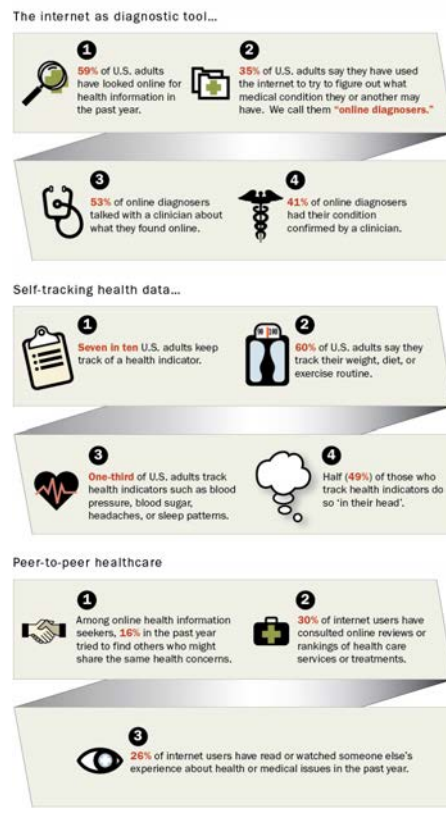 The internet as diagnostic tool...
1
59% of U.S. adults
have looked online for
health information in
the past year.
2
35% of U.S. adults say they have used
the internet to try to figure out what
medical condition they or another may
have. We call them “online diagnosers.”
3
53% of online diagnosers
talked with a clinician about
what they found online.
4
41% of online diagnosers
had their condition
confirmed by a clinician.
Self-tracking health data...
1
Seven in ten U.S. adults keep
track of a health indicator.
2
60% of U.S. adults say they
track their weight, diet, or
exercise routine.
3
One-third of U.S. adults track
health indicators such as blood
pressure, blood sugar,
headaches, or sleep patterns.
4
Half (49%) of those who
track health indicators do
so ‘in their head’.
Peer-to-peer healthcare
1
Among online health information
seekers, 16% in the past year
tried to find others who might
share the same health concerns.
2
30% of internet users have
consulted online reviews or
rankings of health care
services or treatments.
3
26% of internet users have read or watched someone else’s
experience about health or medical issues in the past year.